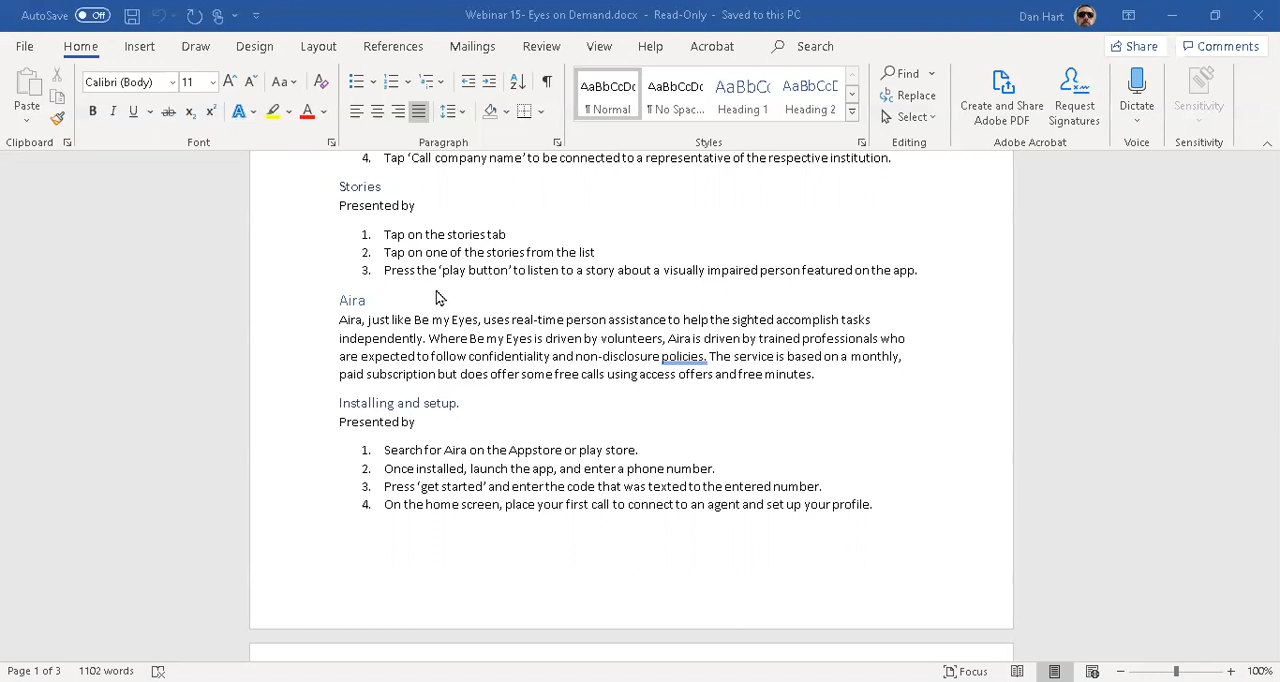 AutoSave Off Webinar 15- Eyes on Demand.docx - Read-Only - Saved to this PC Dan Hart
File Home Insert Draw Design Layout References Mailings Review View Help Acrobat Search Share Comments
Calibri (Body) 11 Aa AaBbCcDc AaBbCcDc AaBbCc AaBbCcD Find
Paste B I U ab x₂ x² A A ¶ Normal ¶ No Spac... Heading 1 Heading 2 Replace Create and Share Adobe PDF Request Signatures Dictate Sensitivity
Select
Clipboard Font Paragraph Styles Editing Adobe Acrobat Voice Sensitivity
4. Tap ‘Call company name’ to be connected to a representative of the respective institution.
Stories
Presented by
1. Tap on the stories tab
2. Tap on one of the stories from the list
3. Press the ‘play button’ to listen to a story about a visually impaired person featured on the app.
Aira
Aira, just like Be my Eyes, uses real-time person assistance to help the sighted accomplish tasks
independently. Where Be my Eyes is driven by volunteers, Aira is driven by trained professionals who
are expected to follow confidentiality and non-disclosure policies. The service is based on a monthly,
paid subscription but does offer some free calls using access offers and free minutes.
Installing and setup.
Presented by
1. Search for Aira on the Appstore or play store.
2. Once installed, launch the app, and enter a phone number.
3. Press ‘get started’ and enter the code that was texted to the entered number.
4. On the home screen, place your first call to connect to an agent and set up your profile.
Page 1 of 3 1102 words Focus 100%